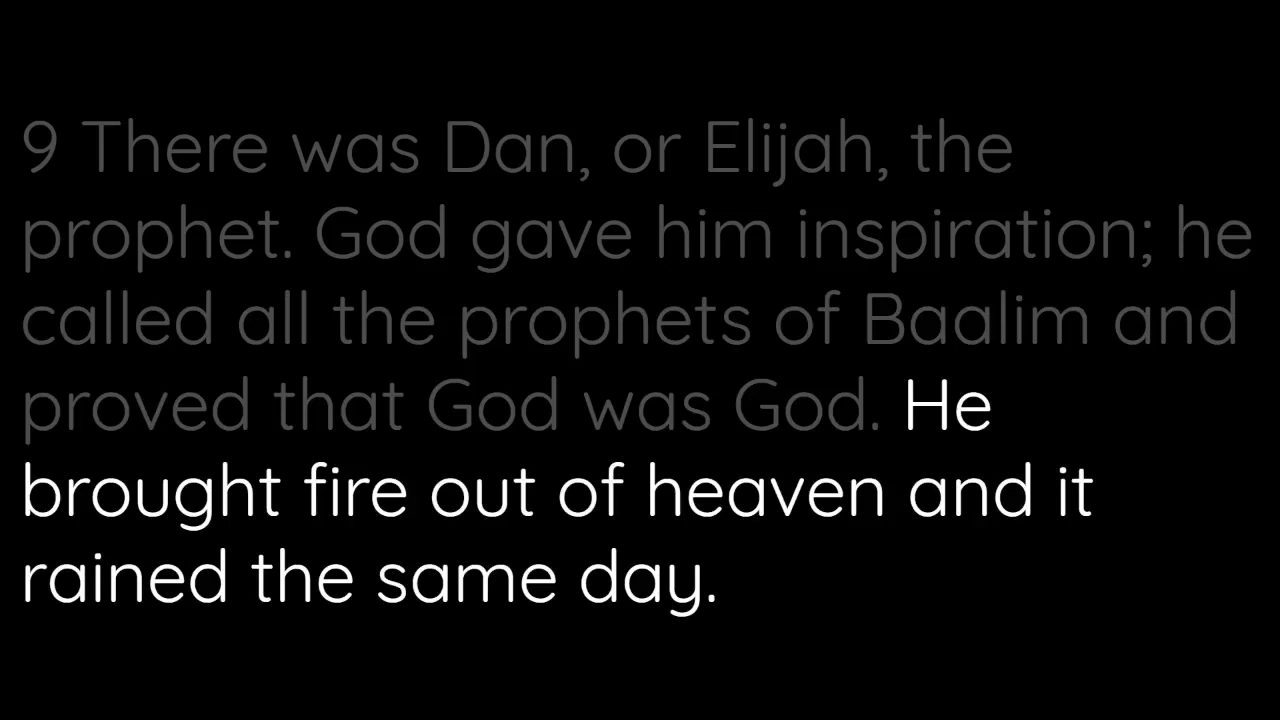 9 There was Dan, or Elijah, the
prophet. God gave him inspiration; he
called all the prophets of Baalim and
proved that God was God. He
brought fire out of heaven and it
rained the same day.